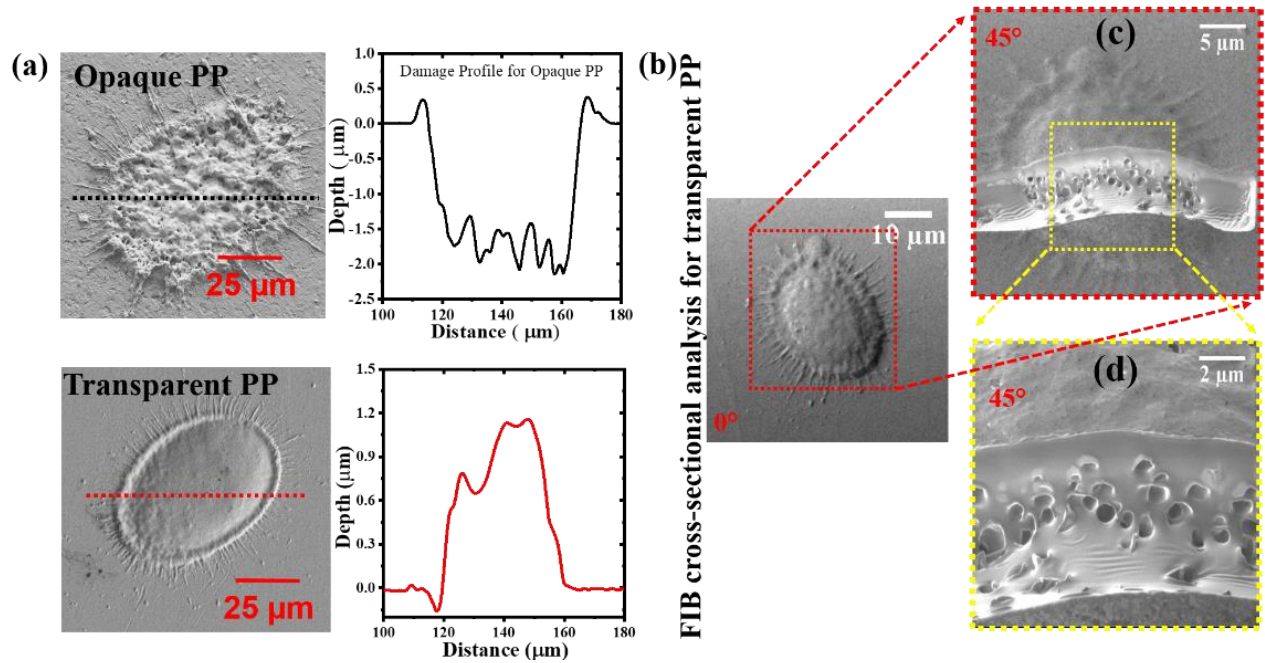 (a)
Opaque PP
25 µm
Damage Profile for Opaque PP
Depth ( µm)
1.0
0.5
0.0
-0.5
-1.0
-1.5
-2.0
-2.5
100 120 140 160 180
Distance ( µm)
Transparent PP
25 µm
Depth (µm)
1.5
1.2
0.9
0.6
0.3
0.0
100 120 140 160 180
Distance (µm)
(b)
FIB cross-sectional analysis for transparent PP
10 µm
0°
45°
(c)
5 µm
45°
(d)
2 µm